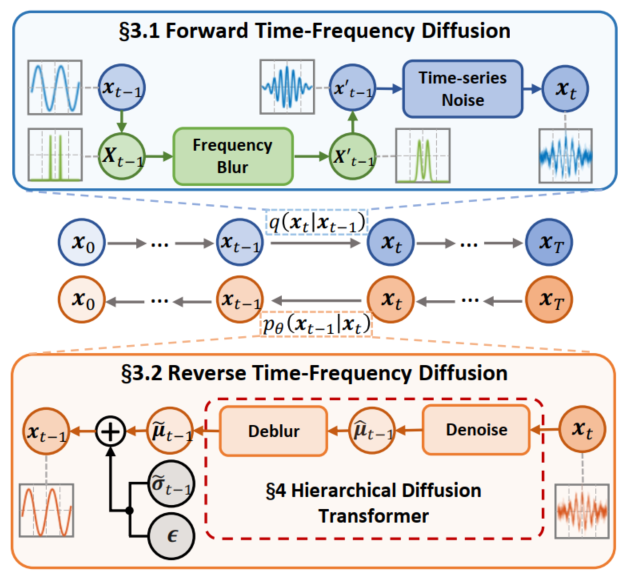 §3.1 Forward Time-Frequency Diffusion
x_{t-1} x'_{t-1} Time-series Noise x_t
X_{t-1} Frequency Blur X'_{t-1}
q(x_t|x_{t-1})
x_0 ... x_{t-1} x_t ... x_T
x_0 ... x_{t-1} x_t ... x_T
p_θ(x_{t-1}|x_t)
§3.2 Reverse Time-Frequency Diffusion
x_{t-1} + μ̃_{t-1} Deblur μ̂_{t-1} Denoise x_t
σ̃_{t-1}
ϵ
§4 Hierarchical Diffusion
Transformer